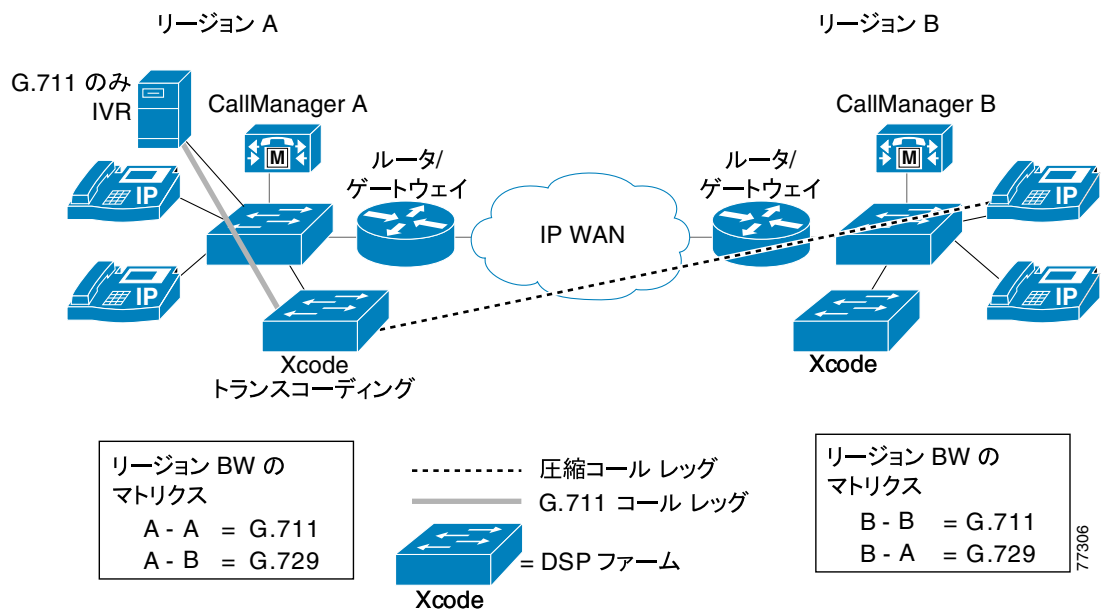 リージョン A
リージョン B
G.711 のみ
IVR
CallManager A
CallManager B
M
M
ルータ/
ゲートウェイ
ルータ/
ゲートウェイ
IP
IP
IP WAN
IP
IP
Xcode
トランスコーディング
Xcode
リージョン BW の
マトリクス
A - A = G.711
A - B = G.729
圧縮コール レッグ
G.711 コール レッグ
= DSP ファーム
Xcode
リージョン BW の
マトリクス
B - B = G.711
B - A = G.729
77306